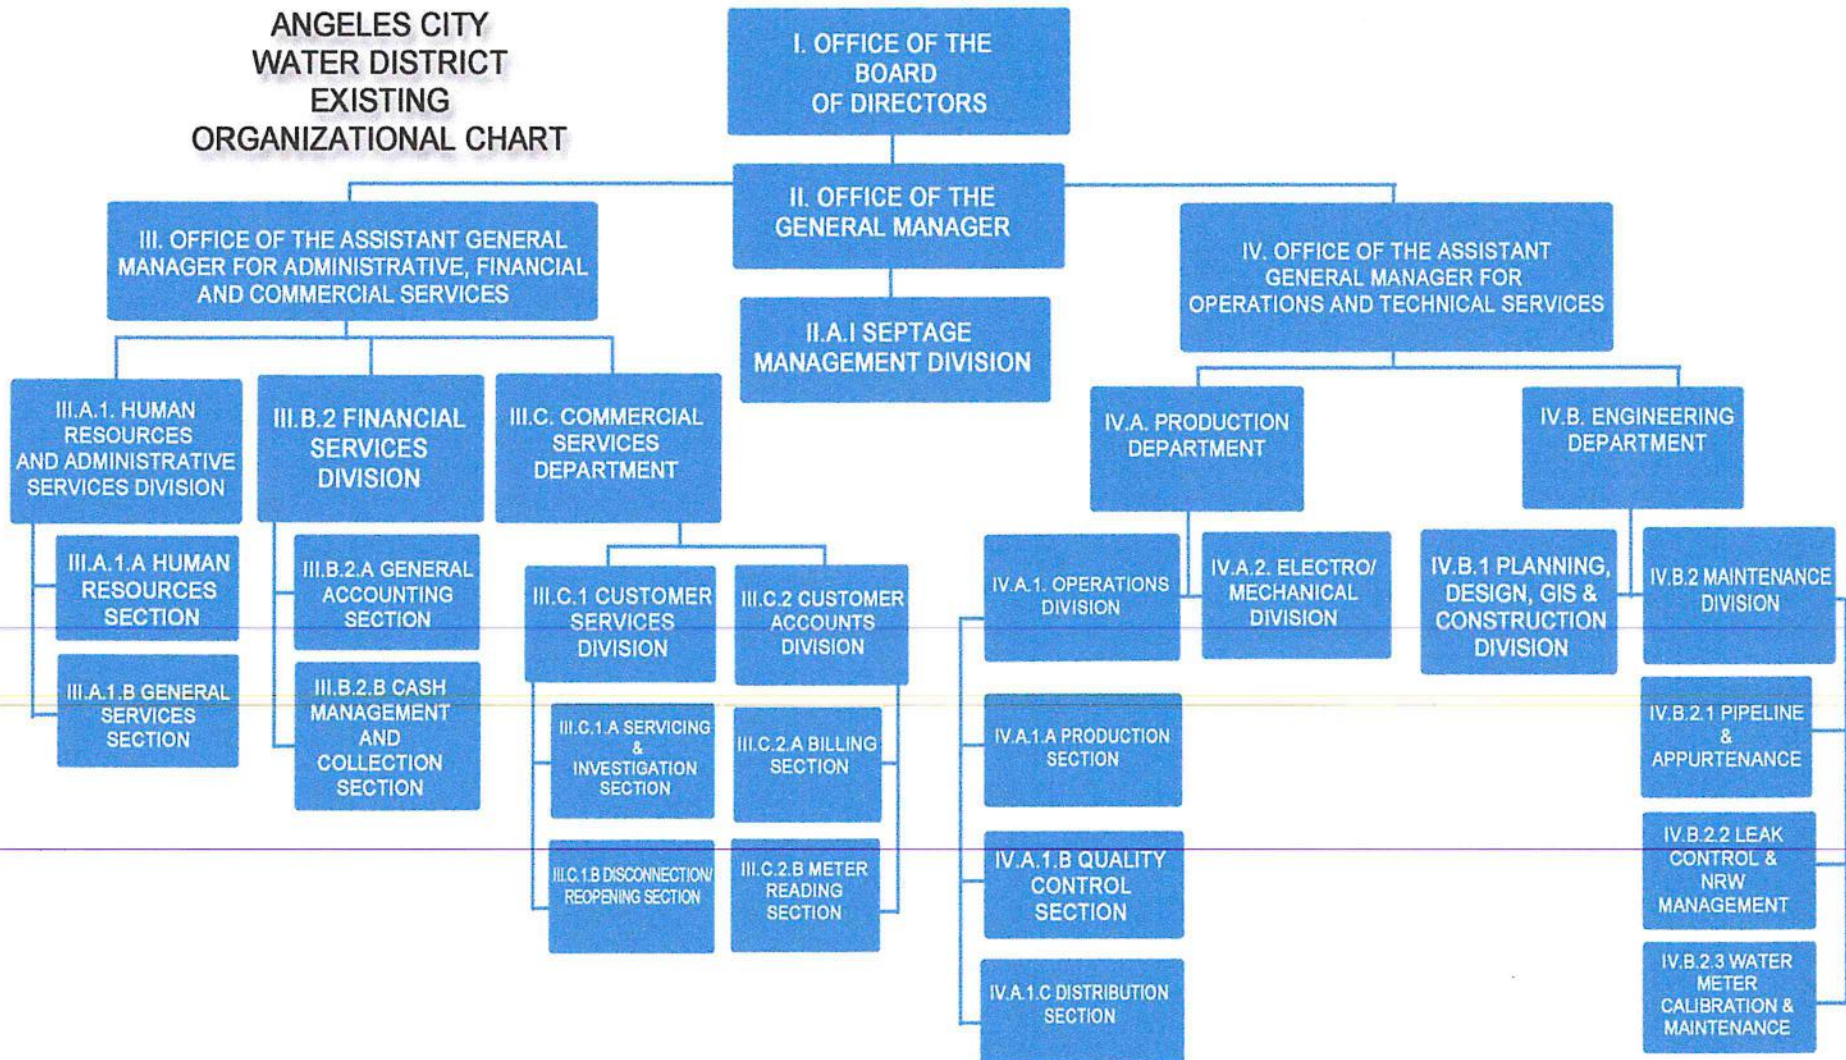 ANGELES CITY
WATER DISTRICT
EXISTING
ORGANIZATIONAL CHART
I. OFFICE OF THE
BOARD
OF DIRECTORS
II. OFFICE OF THE
GENERAL MANAGER
III. OFFICE OF THE ASSISTANT GENERAL
MANAGER FOR ADMINISTRATIVE, FINANCIAL
AND COMMERCIAL SERVICES
IV. OFFICE OF THE ASSISTANT
GENERAL MANAGER FOR
OPERATIONS AND TECHNICAL SERVICES
II.A.I SEPTAGE
MANAGEMENT DIVISION
III.A.1. HUMAN
RESOURCES
AND ADMINISTRATIVE
SERVICES DIVISION
III.B.2 FINANCIAL
SERVICES
DIVISION
III.C. COMMERCIAL
SERVICES
DEPARTMENT
IV.A. PRODUCTION
DEPARTMENT
IV.B. ENGINEERING
DEPARTMENT
III.A.1.A HUMAN
RESOURCES
SECTION
III.A.1.B GENERAL
SERVICES
SECTION
III.B.2.A GENERAL
ACCOUNTING
SECTION
III.B.2.B CASH
MANAGEMENT
AND
COLLECTION
SECTION
III.C.1 CUSTOMER
SERVICES
DIVISION
III.C.2 CUSTOMER
ACCOUNTS
DIVISION
III.C.1.A SERVICING
&
INVESTIGATION
SECTION
III.C.1.B DISCONNECTION/
REOPENING SECTION
III.C.2.A BILLING
SECTION
III.C.2.B METER
READING
SECTION
IV.A.1. OPERATIONS
DIVISION
IV.A.2. ELECTRO/
MECHANICAL
DIVISION
IV.A.1.A PRODUCTION
SECTION
IV.A.1.B QUALITY
CONTROL
SECTION
IV.A.1.C DISTRIBUTION
SECTION
IV.B.1 PLANNING,
DESIGN, GIS &
CONSTRUCTION
DIVISION
IV.B.2 MAINTENANCE
DIVISION
IV.B.2.1 PIPELINE
&
APPURTENANCE
IV.B.2.2 LEAK
CONTROL &
NRW
MANAGEMENT
IV.B.2.3 WATER
METER
CALIBRATION &
MAINTENANCE